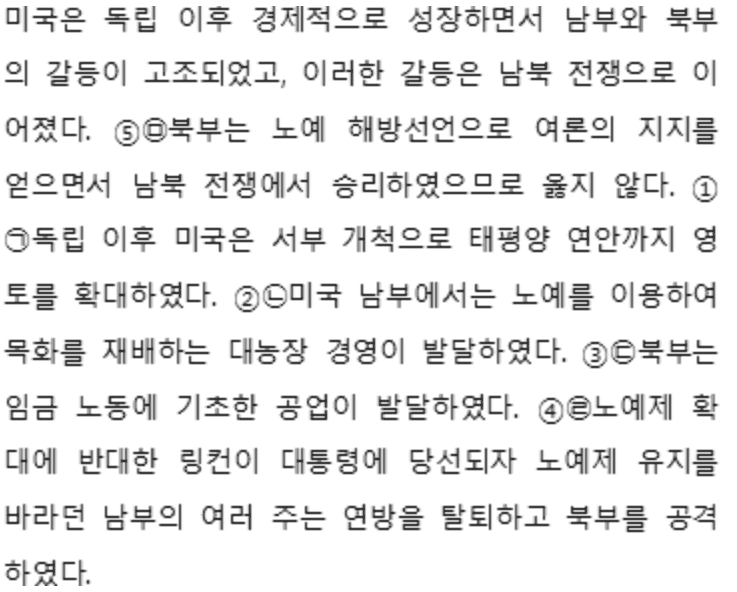 미국은 독립 이후 경제적으로 성장하면서 남부와 북부
의 갈등이 고조되었고, 이러한 갈등은 남북 전쟁으로 이
어졌다. ⑤㉤북부는 노예 해방선언으로 여론의 지지를
얻으면서 남북 전쟁에서 승리하였으므로 옳지 않다. ①
㉠독립 이후 미국은 서부 개척으로 태평양 연안까지 영
토를 확대하였다. ②㉡미국 남부에서는 노예를 이용하여
목화를 재배하는 대농장 경영이 발달하였다. ③㉢북부는
임금 노동에 기초한 공업이 발달하였다. ④㉣노예제 확
대에 반대한 링컨이 대통령에 당선되자 노예제 유지를
바라던 남부의 여러 주는 연방을 탈퇴하고 북부를 공격
하였다.